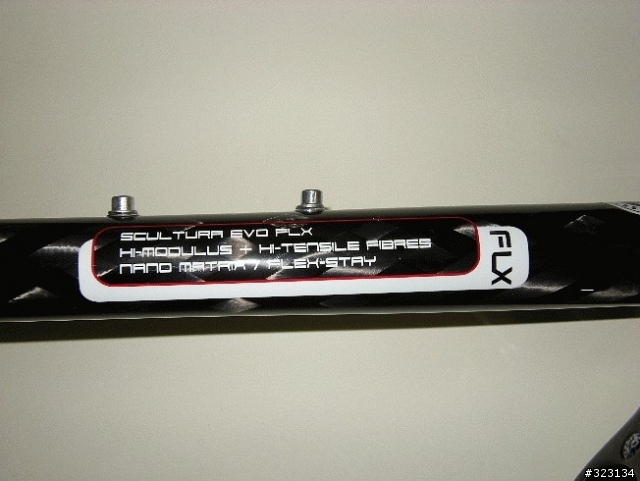 SCULTURA EVO FLX
HI-MODULUS + HI-TENSILE FIBRES
NANO MATRIX / FLEX-STAY
FLX
#323134